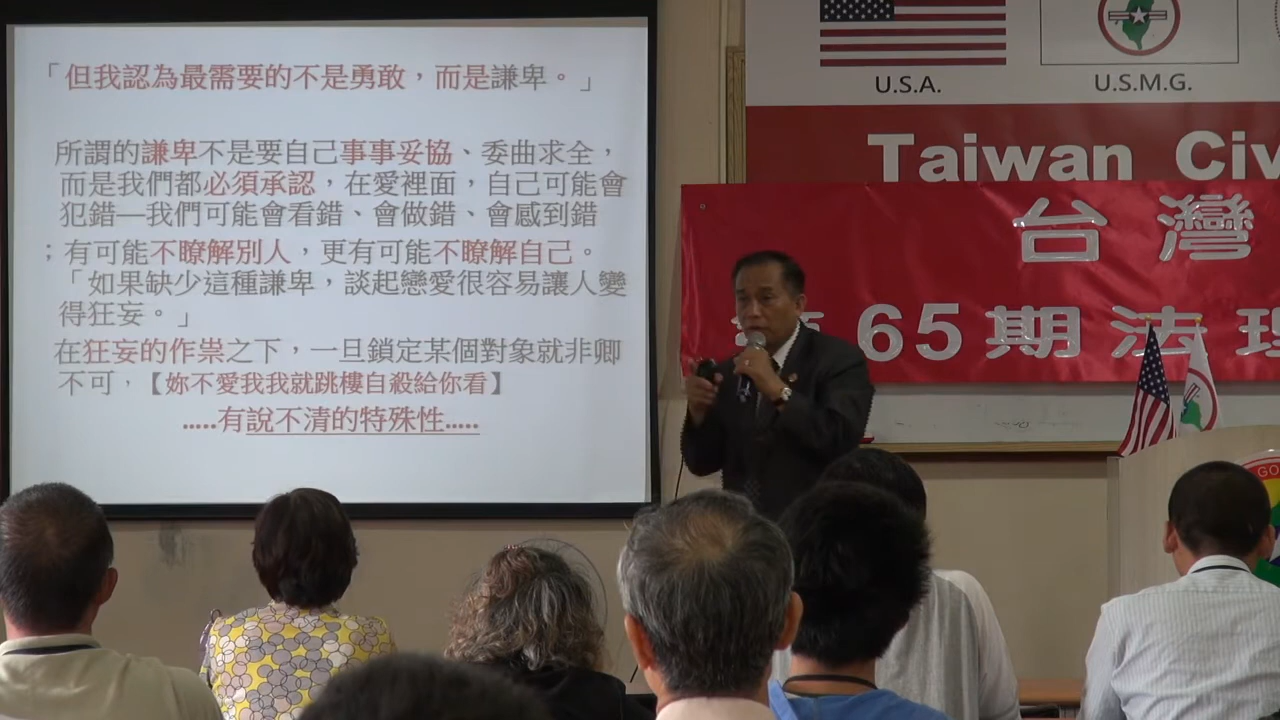 「但我認為最需要的不是勇敢，而是謙卑。」
所謂的謙卑不是要自己事事妥協、委曲求全，
而是我們都必須承認，在愛裡面，自己可能會
犯錯—我們可能會看錯、會做錯、會感到錯
；有可能不瞭解別人，更有可能不瞭解自己。
「如果缺少這種謙卑，談起戀愛很容易讓人變
得狂妄。」
在狂妄的作祟之下，一旦鎖定某個對象就非卿
不可，【妳不愛我我就跳樓自殺給你看】
.....有說不清的特殊性.....
U.S.A.
U.S.M.G.
Taiwan Civ
台灣
65期法理
GO